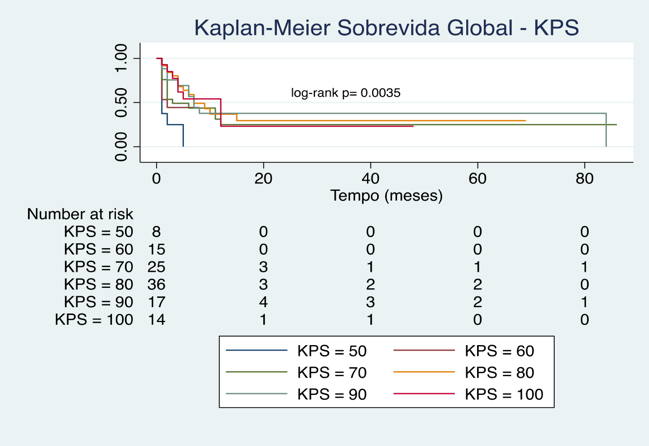 Kaplan-Meier Sobrevida Global - KPS
1.00
0.50
0.00
log-rank p= 0.0035
0 20 40 60 80
Tempo (meses)
Number at risk
KPS = 50 8 0 0 0 0
KPS = 60 15 0 0 0 0
KPS = 70 25 3 1 1 1
KPS = 80 36 3 2 2 0
KPS = 90 17 4 3 2 1
KPS = 100 14 1 1 0 0
KPS = 50 KPS = 60
KPS = 70 KPS = 80
KPS = 90 KPS = 100